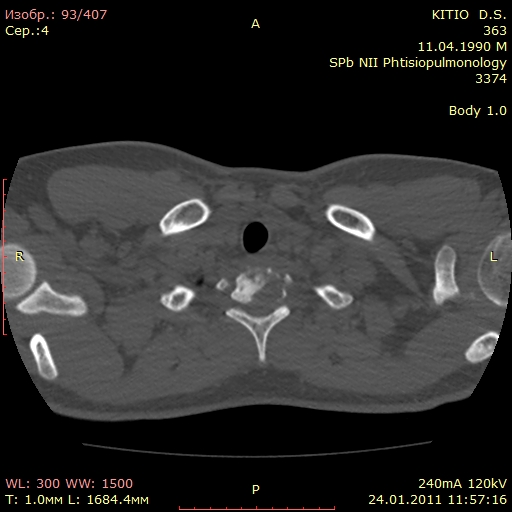 Изобр.: 93/407
Сер.:4
A
KITIO D.S.
363
11.04.1990 M
SPb NII Phtisiopulmonology
3374
Body 1.0
R
L
WL: 300 WW: 1500
T: 1.0мм L: 1684.4мм
P
240mA 120kV
24.01.2011 11:57:16